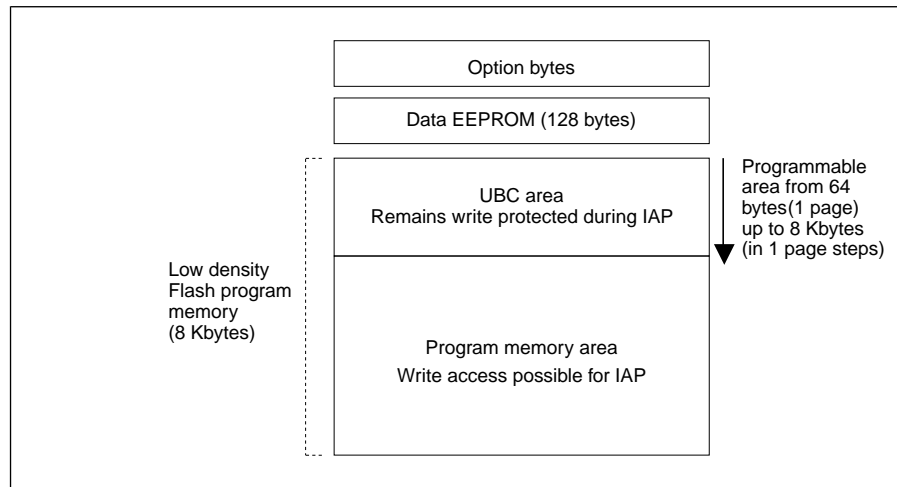 Option bytes
Data EEPROM (128 bytes)
UBC area
Remains write protected during IAP
Programmable
area from 64
bytes(1 page)
up to 8 Kbytes
(in 1 page steps)
Low density
Flash program
memory
(8 Kbytes)
Program memory area
Write access possible for IAP